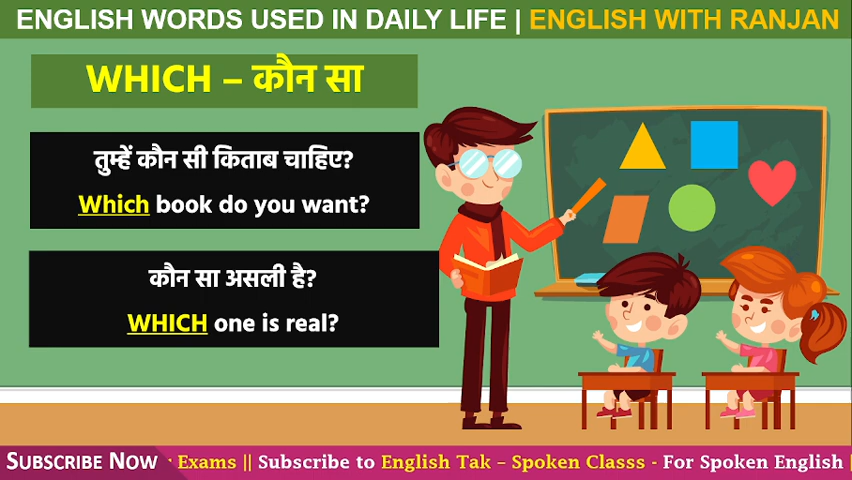 ENGLISH WORDS USED IN DAILY LIFE | ENGLISH WITH RANJAN
WHICH – कौन सा
तुम्हें कौन सी किताब चाहिए?
Which book do you want?
कौन सा असली है?
WHICH one is real?
SUBSCRIBE NOW Exams || Subscribe to English Tak – Spoken Classs - For Spoken English |